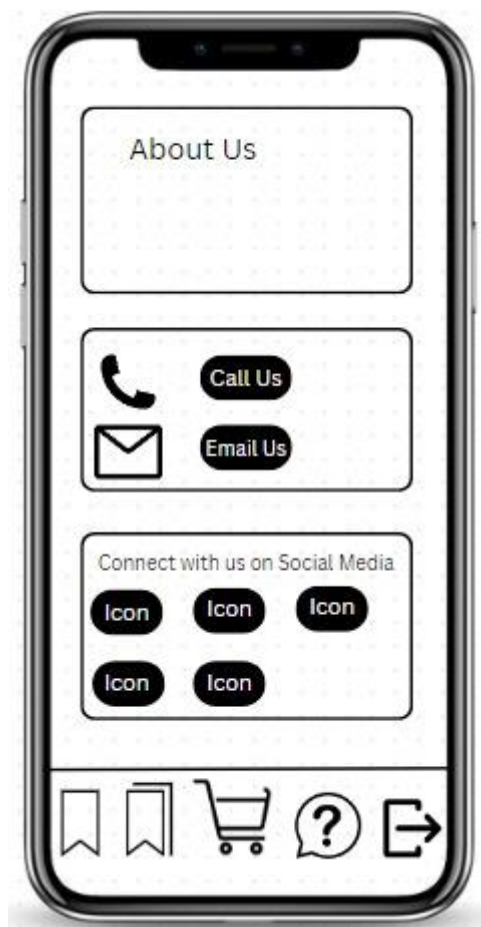 About Us
Call Us
Email Us
Connect with us on Social Media
Icon Icon Icon
Icon Icon
?